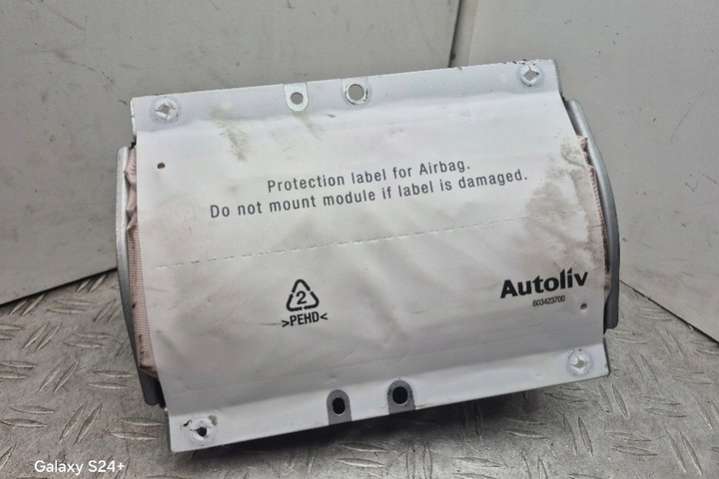 Protection label for Airbag.
Do not mount module if label is damaged.
Autoliv
603423700
2
>PEHD<
Galaxy S24+